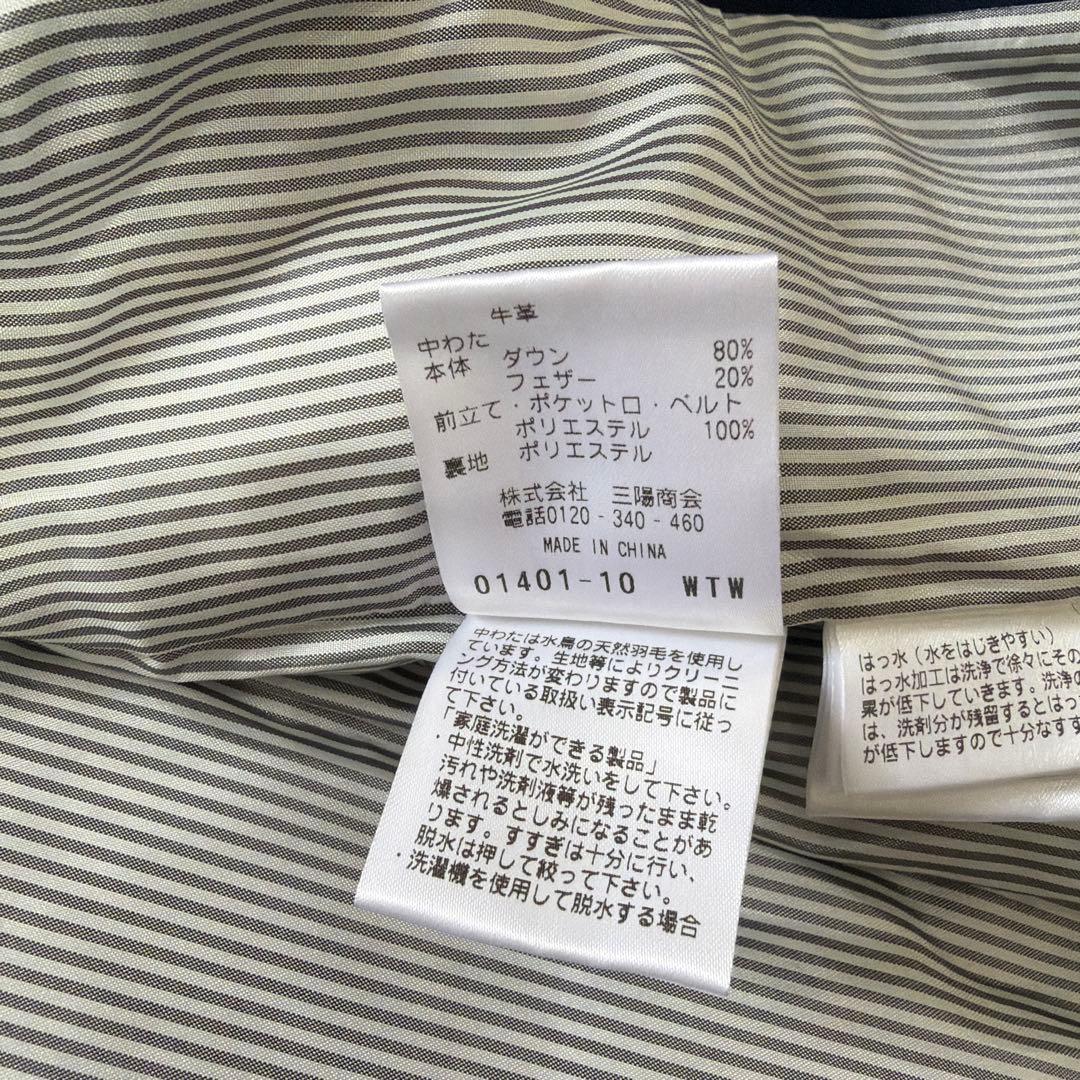 牛革
中わた
本体 ダウン 80%
フェザー 20%
前立て・ポケット口・ベルト
ポリエステル 100%
裏地 ポリエステル
株式会社 三陽商会
電話0120-340-460
MADE IN CHINA
01401-10 WTW
中わたは水鳥の天然羽毛を使用し
ています。生地等によりクリーニ
ング方法が変わりますので製品に
付いている取扱い表示記号に従っ
て下さい。
「家庭洗濯ができる製品」
・中性洗剤で水洗いをして下さい。
汚れや洗剤液等が残ったまま乾
燥されるとしみになることがあ
ります。すすぎは十分に行い、
脱水は押して絞って下さい。
・洗濯機を使用して脱水する場合
はっ水(水をはじきやすい)
はっ水加工は洗浄で徐々にその
果が低下していきます。洗浄の
は、洗剤分が残留するとはっ
が低下しますので十分なすす